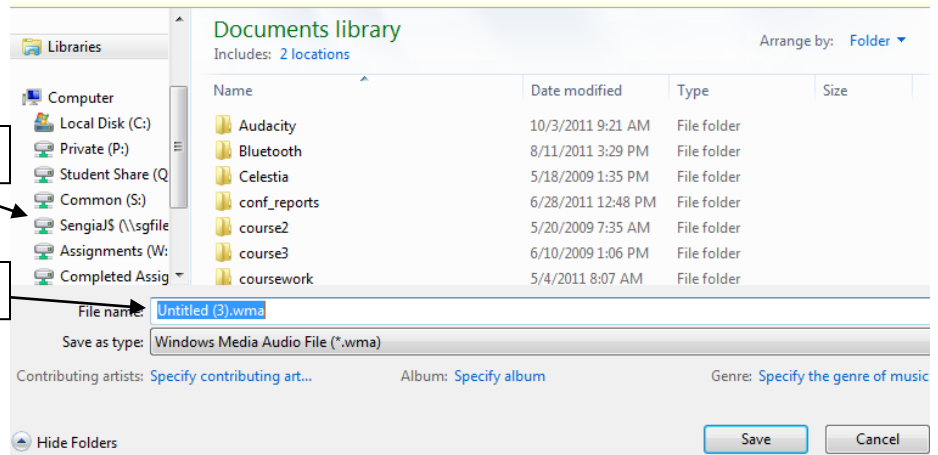 Documents library
Includes: 2 locations
Arrange by: Folder
Libraries
Computer
Local Disk (C:)
Private (P:)
Student Share (Q
Common (S:)
SengiaJ$ (\\sgfile
Assignments (W:
Completed Assig
Name Date modified Type Size
Audacity 10/3/2011 9:21 AM File folder
Bluetooth 8/11/2011 3:29 PM File folder
Celestia 5/18/2009 1:35 PM File folder
conf_reports 6/28/2011 12:48 PM File folder
course2 5/20/2009 7:35 AM File folder
course3 6/10/2009 1:06 PM File folder
coursework 5/4/2011 8:07 AM File folder
File name: Untitled (3).wma
Save as type: Windows Media Audio File (*.wma)
Contributing artists: Specify contributing art... Album: Specify album Genre: Specify the genre of music
Hide Folders Save Cancel